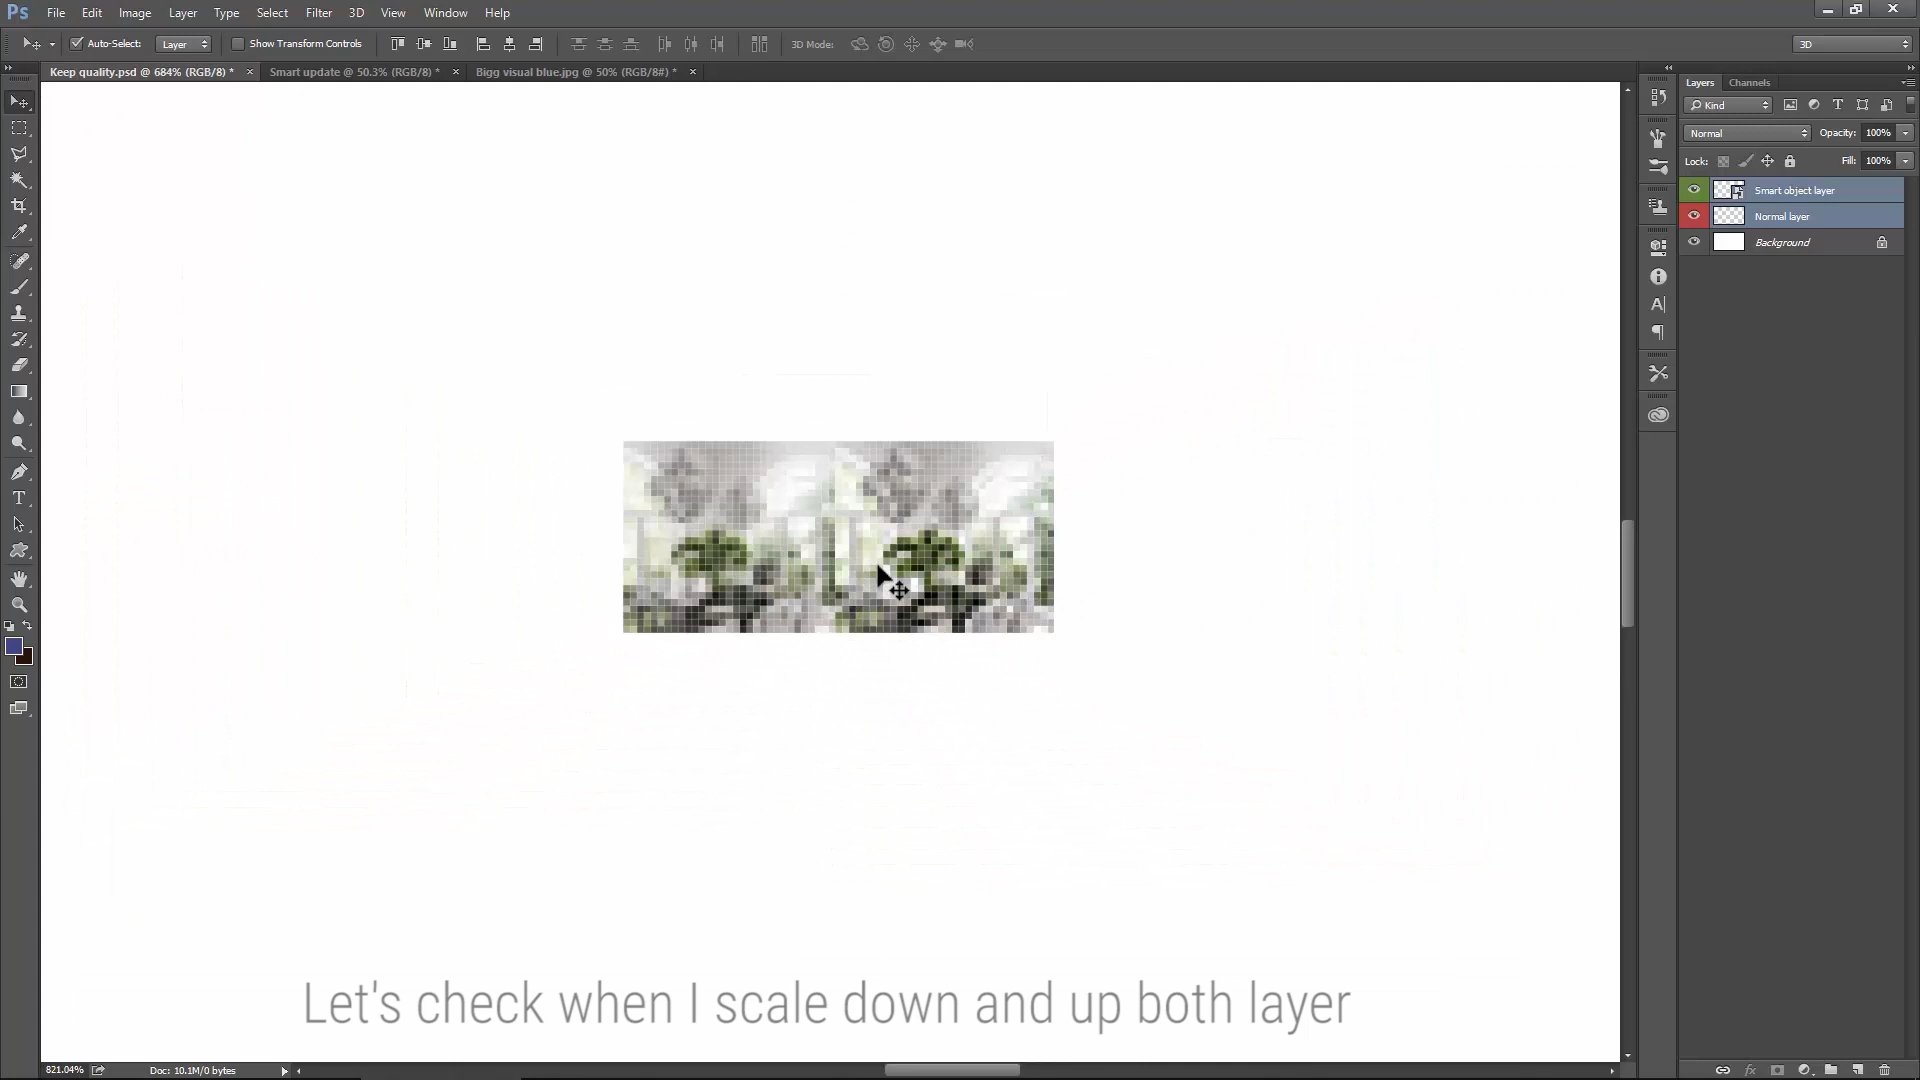 Ps File Edit Image Layer Type Select Filter 3D View Window Help
Auto-Select: Layer Show Transform Controls 3D Mode: 3D
Keep quality.psd @ 684% (RGB/8) * × Smart update @ 50.3% (RGB/8) * × Bigg visual blue.jpg @ 50% (RGB/8#) * ×
Layers Channels
Kind
Normal Opacity: 100%
Lock: Fill: 100%
Smart object layer
Normal layer
Background
Let's check when I scale down and up both layer
821.04% Doc: 10.1M/0 bytes